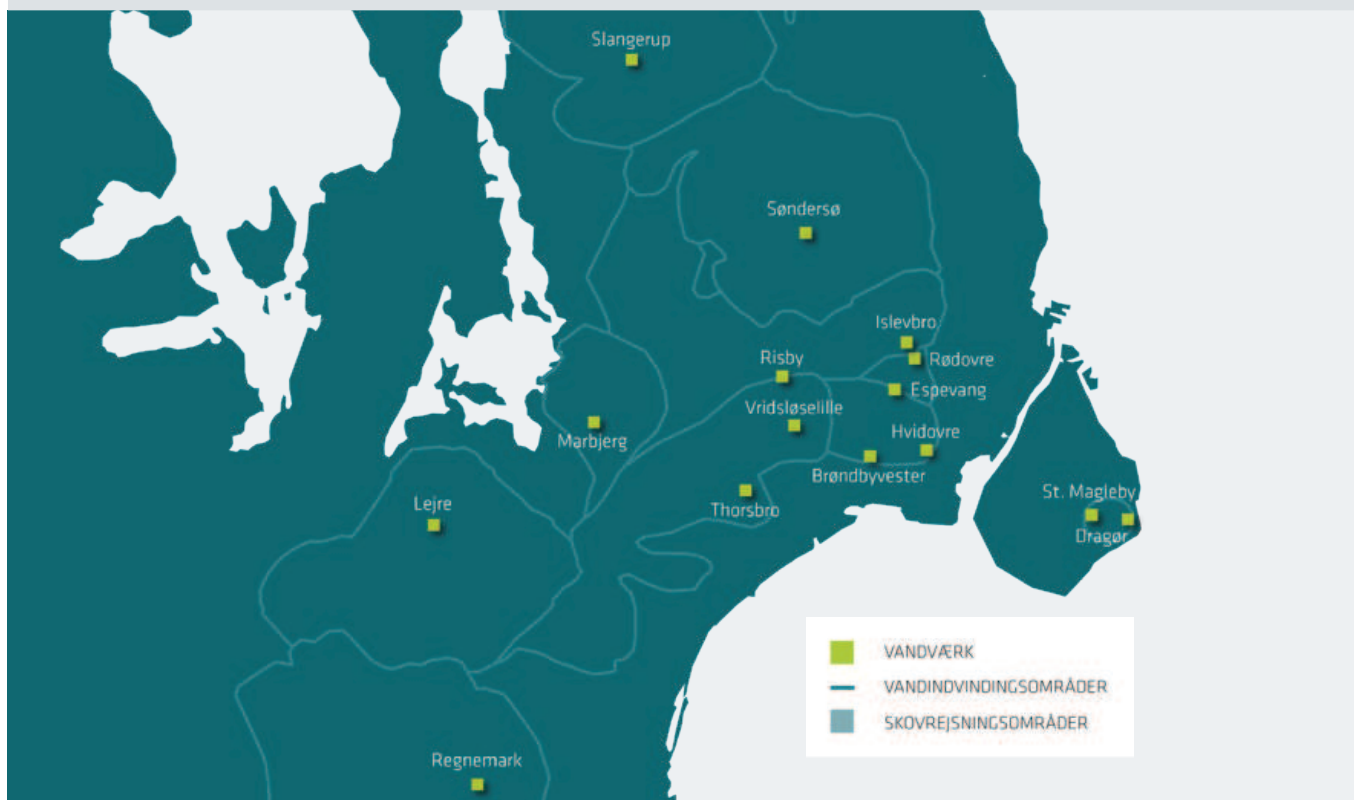 Slangerup
Søndersø
Islevbro
Rødovre
Risby
Espevang
Vridsløselille
Hvidovre
Marbjerg
Brøndbyvester
Lejre
Thorsbro
St. Magleby
Dragør
VANDVÆRK
VANDINDVINDINGSOMRÅDER
SKOVREJSNINGSOMRÅDER
Regnemark